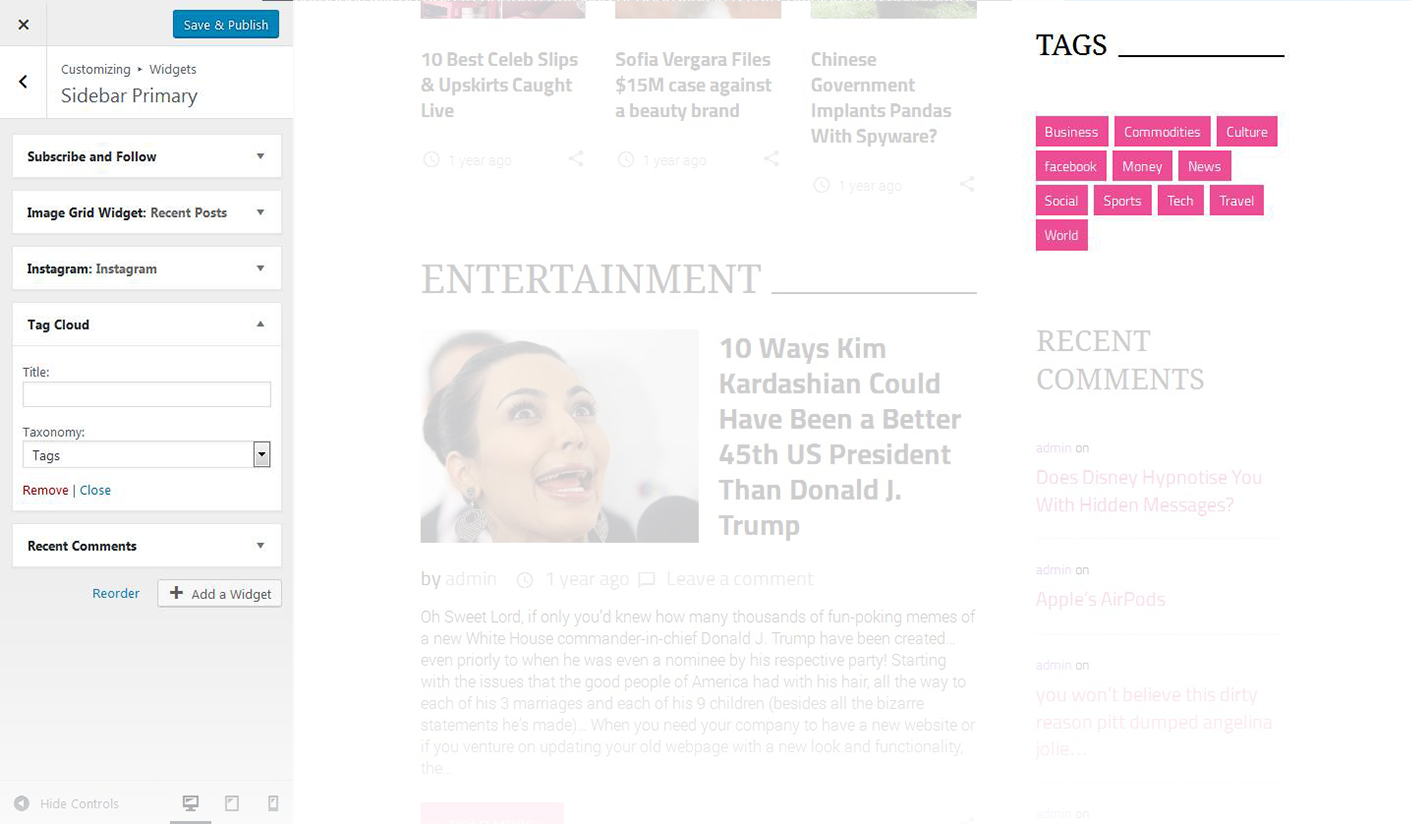 Save & Publish
Customizing ▸ Widgets
Sidebar Primary
Subscribe and Follow
Image Grid Widget: Recent Posts
Instagram: Instagram
Tag Cloud
Title:
Taxonomy:
Tags
Remove | Close
Recent Comments
Reorder
Add a Widget
Hide Controls
10 Best Celeb Slips
& Upskirts Caught
Live
1 year ago
Sofia Vergara Files
$15M case against
a beauty brand
1 year ago
Chinese
Government
Implants Pandas
With Spyware?
1 year ago
ENTERTAINMENT
10 Ways Kim
Kardashian Could
Have Been a Better
45th US President
Than Donald J.
Trump
by admin 1 year ago Leave a comment
Oh Sweet Lord, if only you'd knew how many thousands of fun-poking memes of
a new White House commander-in-chief Donald J. Trump have been created...
even priorly to when he was even a nominee by his respective party! Starting
with the issues that the good people of America had with his hair, all the way to
each of his 3 marriages and each of his 9 children (besides all the bizarre
statements he's made)... When you need your company to have a new website or
if you venture on updating your old webpage with a new look and functionality,
the...
TAGS
Business Commodities Culture
facebook Money News
Social Sports Tech Travel
World
RECENT
COMMENTS
admin on
Does Disney Hypnotise You
With Hidden Messages?
admin on
Apple's AirPods
admin on
you won't believe this dirty
reason pitt dumped angelina
jolie...
admin on